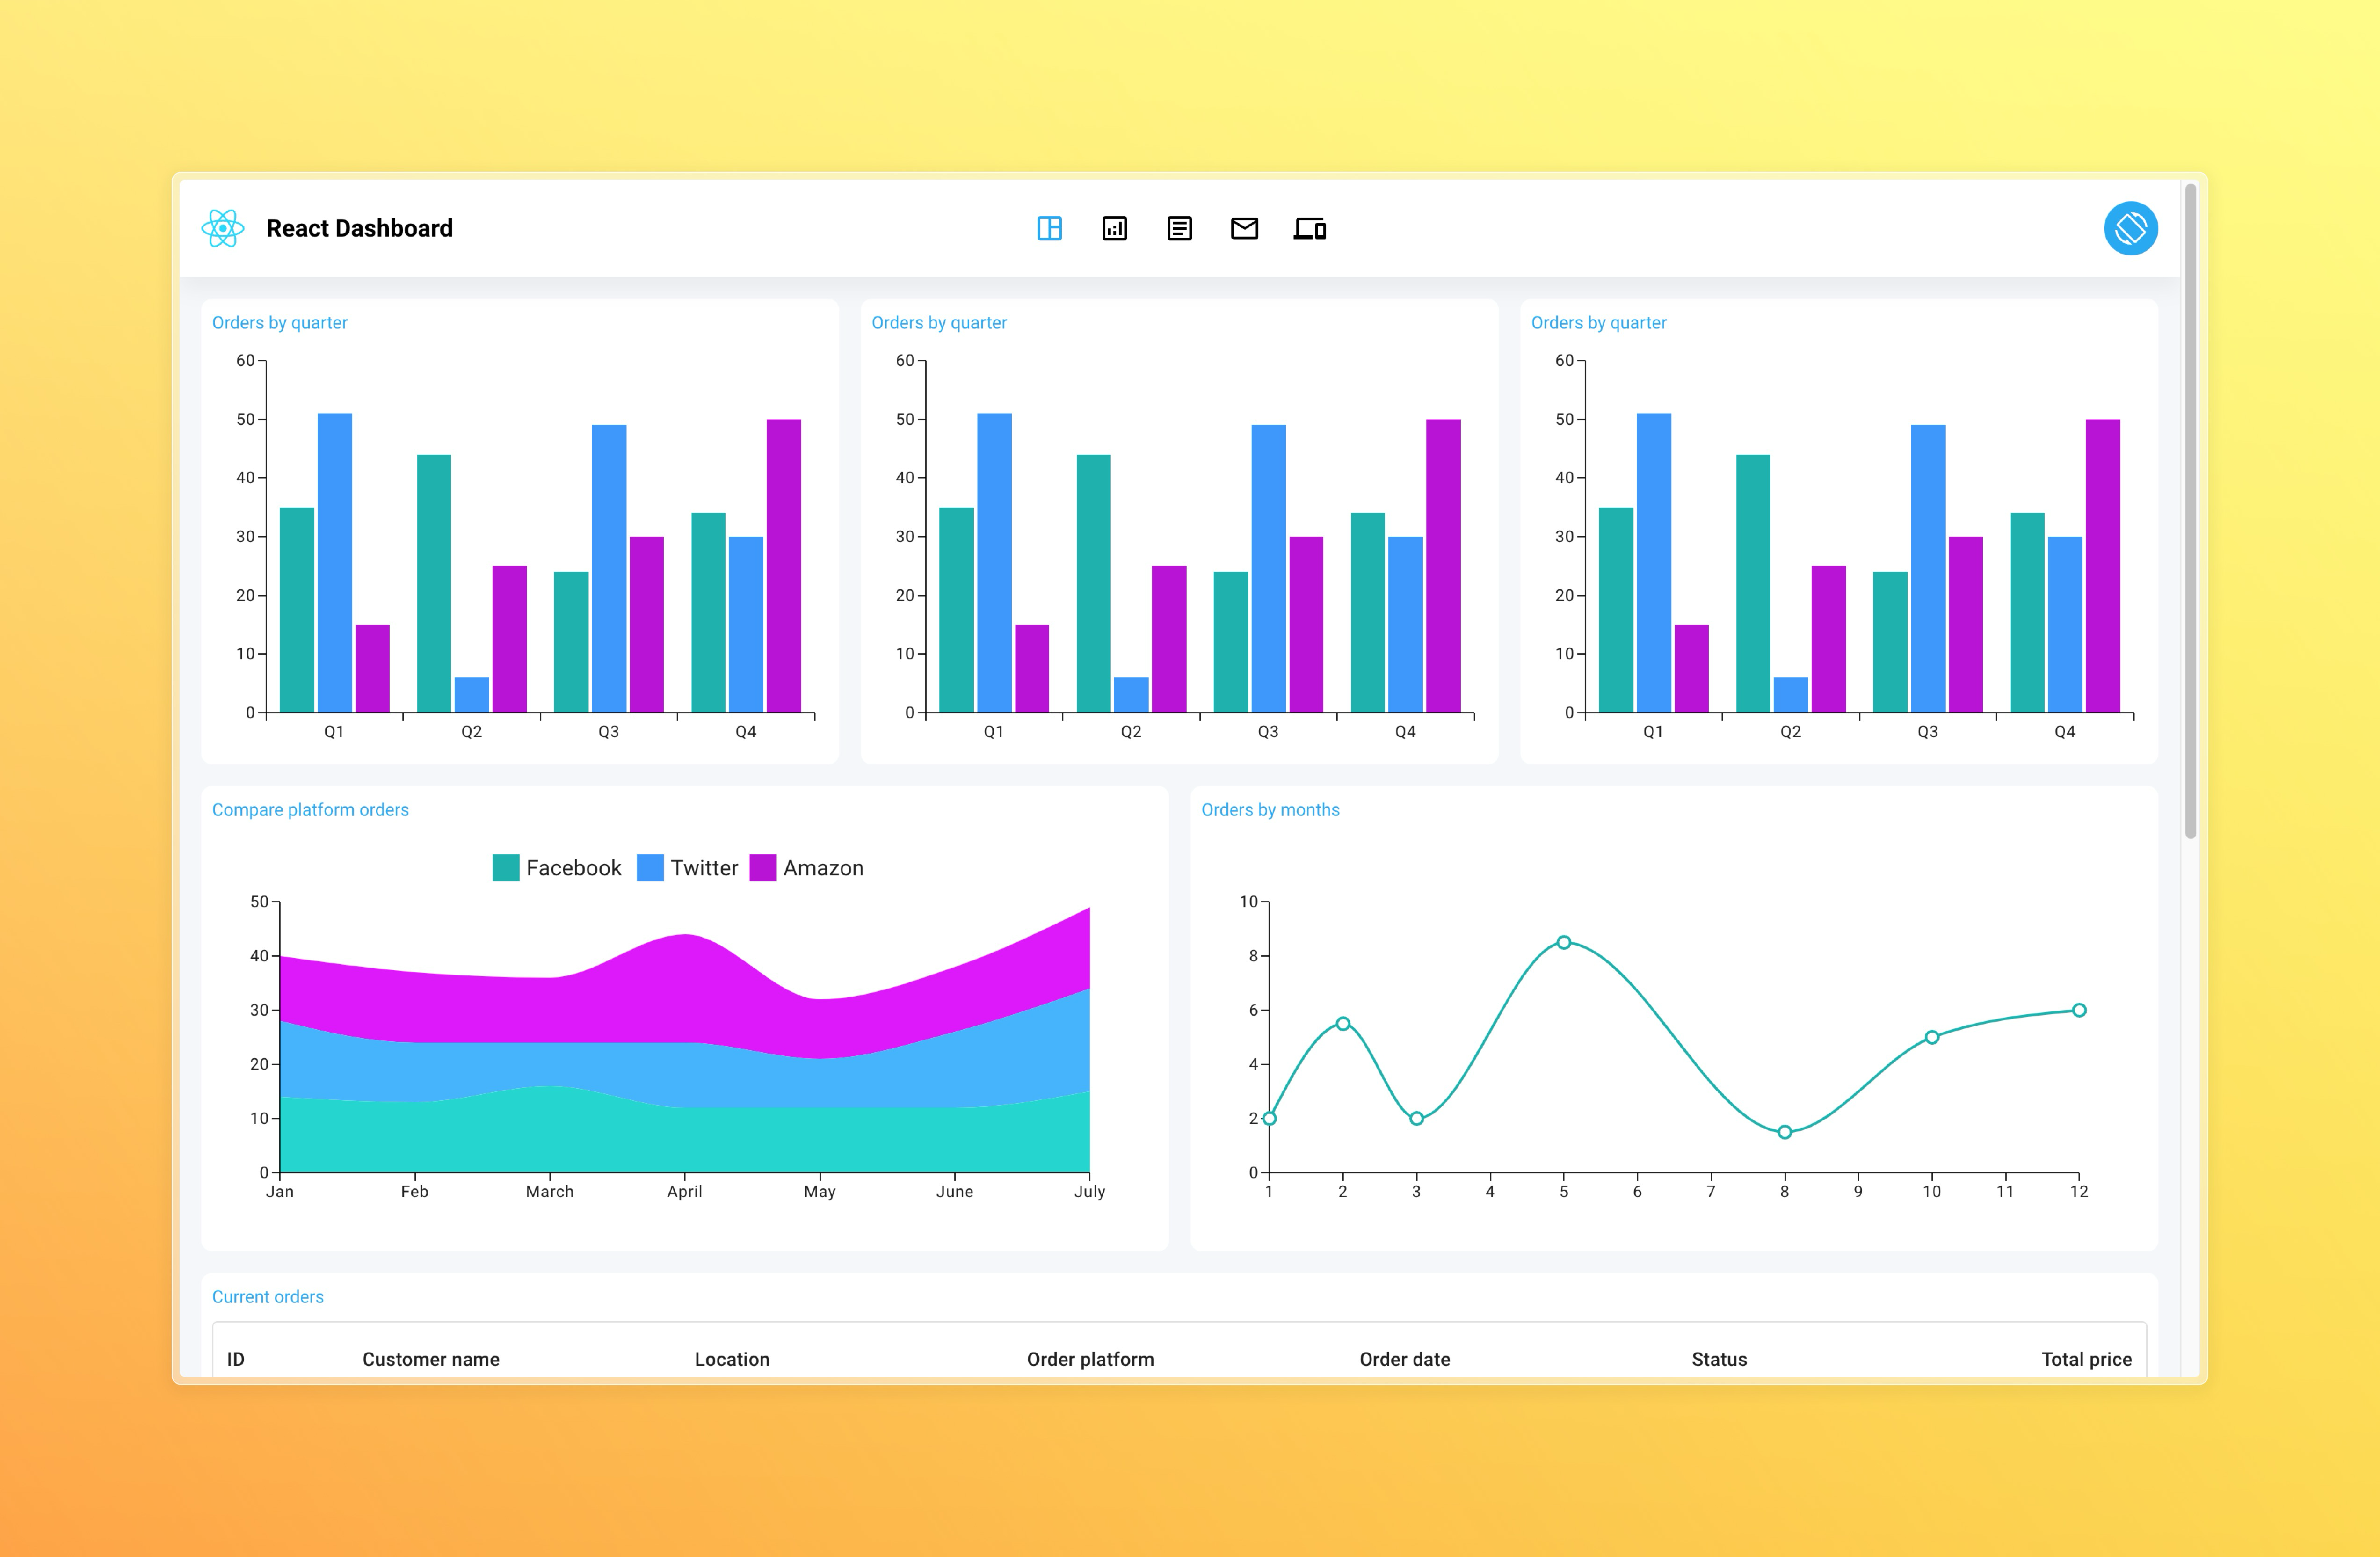 React Dashboard
Orders by quarter
60
50
40
30
20
10
0
Q1 Q2 Q3 Q4
Orders by quarter
60
50
40
30
20
10
0
Q1 Q2 Q3 Q4
Orders by quarter
60
50
40
30
20
10
0
Q1 Q2 Q3 Q4
Compare platform orders
Facebook Twitter Amazon
50
40
30
20
10
0
Jan Feb March April May June July
Orders by months
10
8
6
4
2
0
1 2 3 4 5 6 7 8 9 10 11 12
Current orders
ID Customer name Location Order platform Order date Status Total price